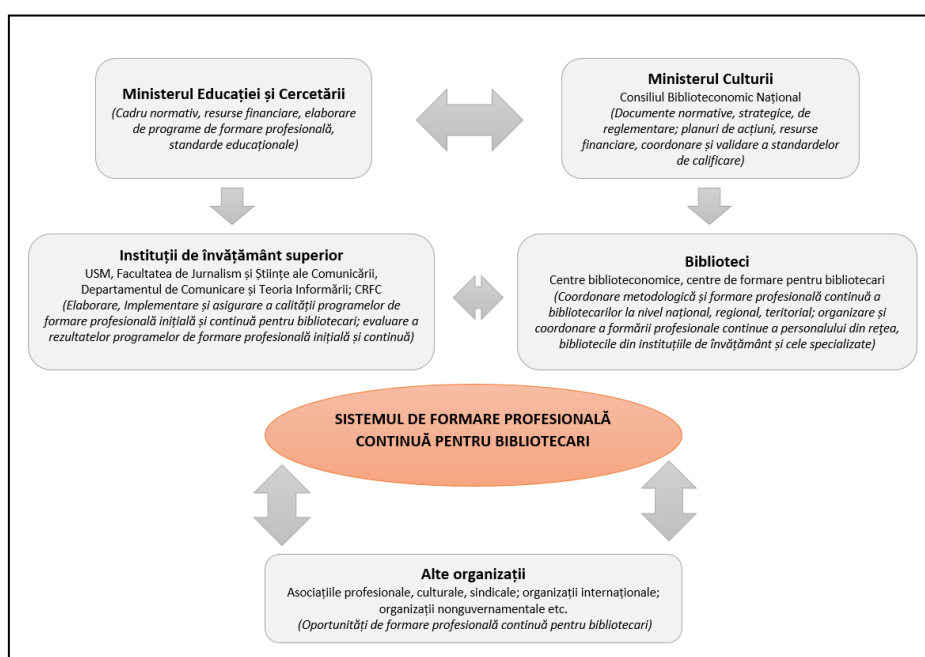 Ministerul Educației și Cercetării
(Cadru normativ, resurse financiare, elaborare
de programe de formare profesională,
standarde educaționale)
Ministerul Culturii
Consiliul Biblioteconomic Național
(Documente normative, strategice, de
reglementare; planuri de acțiuni, resurse
financiare, coordonare și validare a standardelor
de calificare)
Instituții de învățământ superior
USM, Facultatea de Jurnalism și Științe ale Comunicării,
Departamentul de Comunicare și Teoria Informării; CRFC
(Elaborare, Implementare și asigurare a calității programelor de
formare profesională inițială și continuă pentru bibliotecari; evaluare a
rezultatelor programelor de formare profesională inițială și continuă)
Biblioteci
Centre biblioteconomice, centre de formare pentru bibliotecari
(Coordonare metodologică și formare profesională continuă a
bibliotecarilor la nivel național, regional, teritorial; organizare și
coordonare a formării profesionale continue a personalului din rețea,
bibliotecile din instituțiile de învățământ și cele specializate)
SISTEMUL DE FORMARE PROFESIONALĂ
CONTINUĂ PENTRU BIBLIOTECARI
Alte organizații
Asociațiile profesionale, culturale, sindicale; organizații internaționale;
organizații nonguvernamentale etc.
(Oportunități de formare profesională continuă pentru bibliotecari)